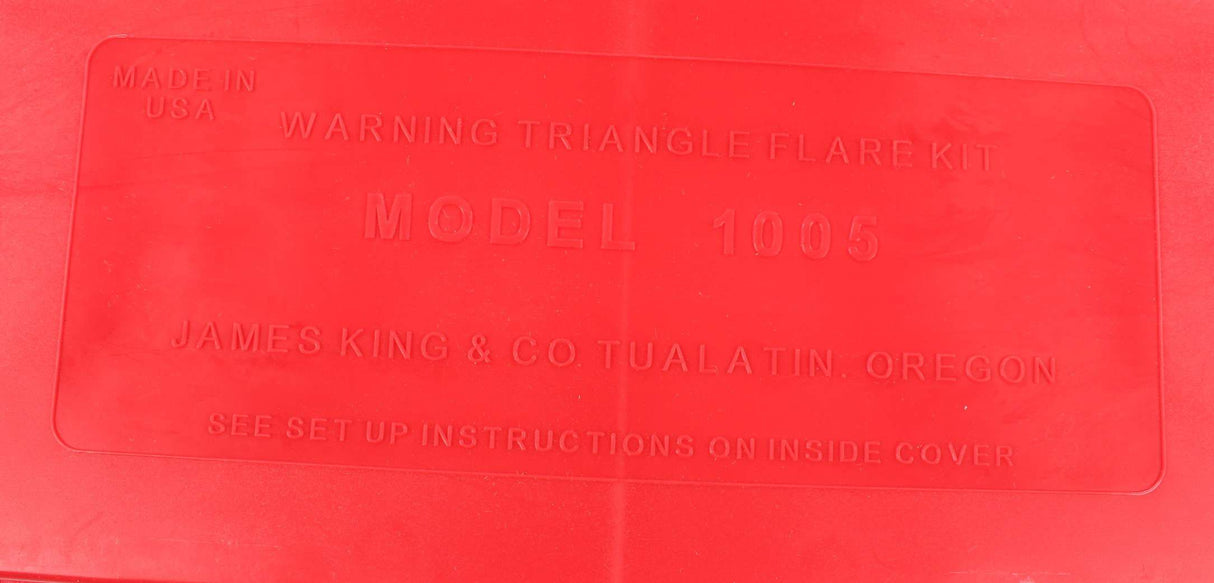 MADE IN
USA
WARNING TRIANGLE FLARE KIT
MODEL 1005
JAMES KING & CO. TUALATIN. OREGON
SEE SET UP INSTRUCTIONS ON INSIDE COVER